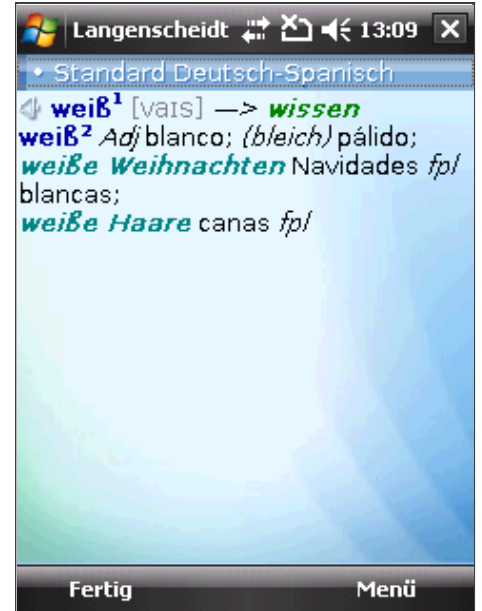 Langenscheidt 13:09
• Standard Deutsch-Spanisch
weiß¹ [vaɪs] —> wissen
weiß² Adj blanco; (bleich) pálido;
weiße Weihnachten Navidades fpl
blancas;
weiße Haare canas fpl
Fertig Menü